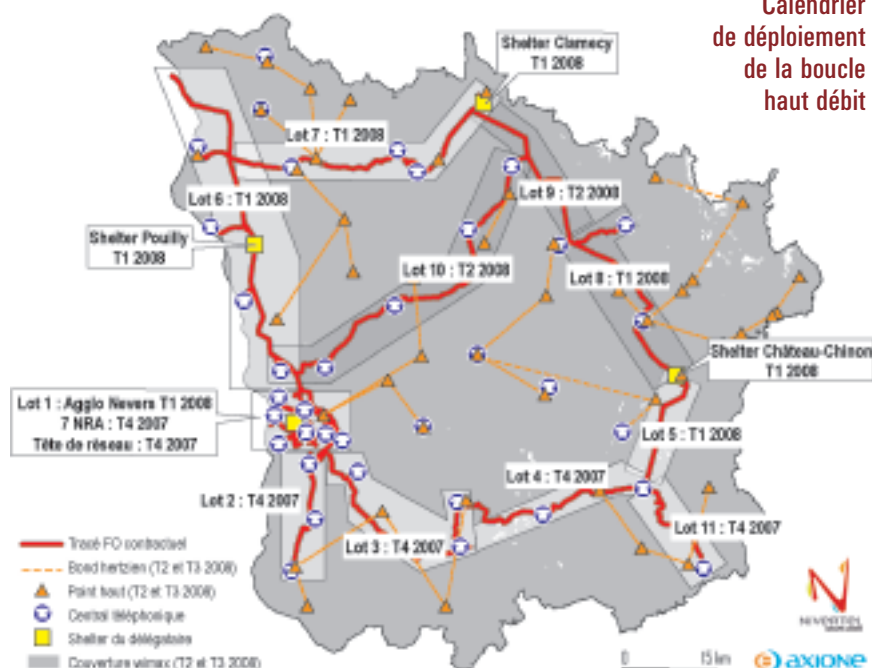 Calendrier
de déploiement
de la boucle
haut débit
Shelter Clamecy
T1 2008
Lot 7 : T1 2008
Lot 6 : T1 2008
Lot 9 : T2 2008
Shelter Pouilly
T1 2008
Lot 10 : T2 2008
Lot 8 : T1 2008
Shelter Château-Chinon
T1 2008
Lot 1 : Agglo Nevers T1 2008
7 NRA : T4 2007
Tête de réseau : T4 2007
Lot 5 : T1 2008
Lot 4 : T4 2007
Lot 2 : T4 2007
Lot 11 : T4 2007
Lot 3 : T4 2007
Tracé FO contractuel
Bond hertzien (T2 et T3 2008)
Point haut (T2 et T3 2008)
Central téléphonique
Shelter du délégataire
Couverture wimax (T2 et T3 2008)
0 15 km
NIVERTEL
axione